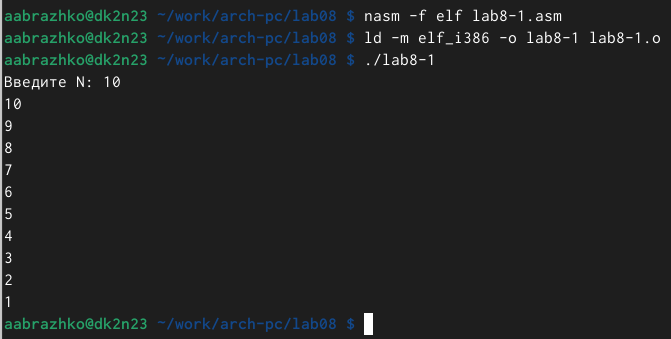 aabrazhko@dk2n23 ~/work/arch-pc/lab08 $ nasm -f elf lab8-1.asm
aabrazhko@dk2n23 ~/work/arch-pc/lab08 $ ld -m elf_i386 -o lab8-1 lab8-1.o
aabrazhko@dk2n23 ~/work/arch-pc/lab08 $ ./lab8-1
Введите N: 10
10
9
8
7
6
5
4
3
2
1
aabrazhko@dk2n23 ~/work/arch-pc/lab08 $